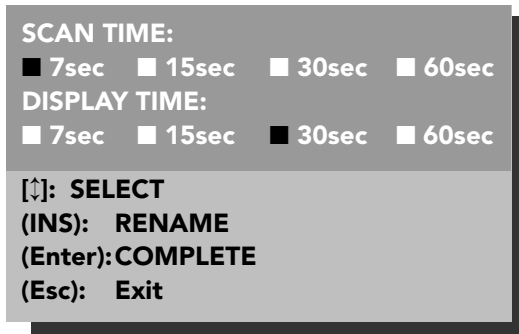 SCAN TIME:
■ 7sec ■ 15sec ■ 30sec ■ 60sec
DISPLAY TIME:
■ 7sec ■ 15sec ■ 30sec ■ 60sec
[↕]: SELECT
(INS): RENAME
(Enter): COMPLETE
(Esc): Exit